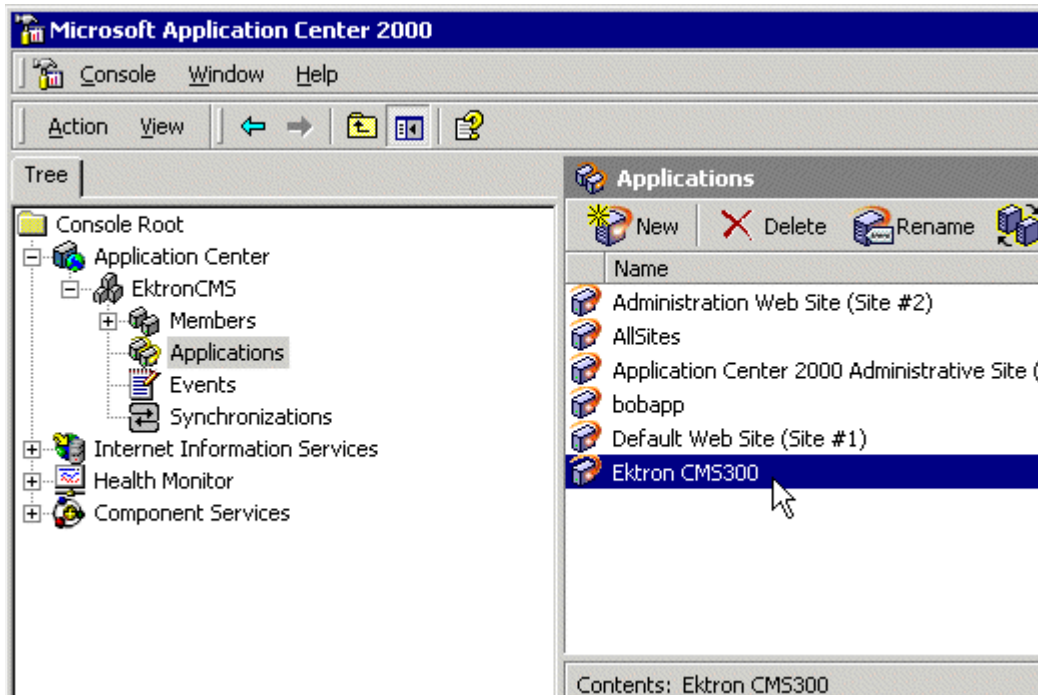 Microsoft Application Center 2000
Console Window Help
Action View
Tree
Console Root
Application Center
EktronCMS
Members
Applications
Events
Synchronizations
Internet Information Services
Health Monitor
Component Services
Applications
New Delete Rename
Name
Administration Web Site (Site #2)
AllSites
Application Center 2000 Administrative Site (
bobapp
Default Web Site (Site #1)
Ektron CMS300
Contents: Ektron CMS300